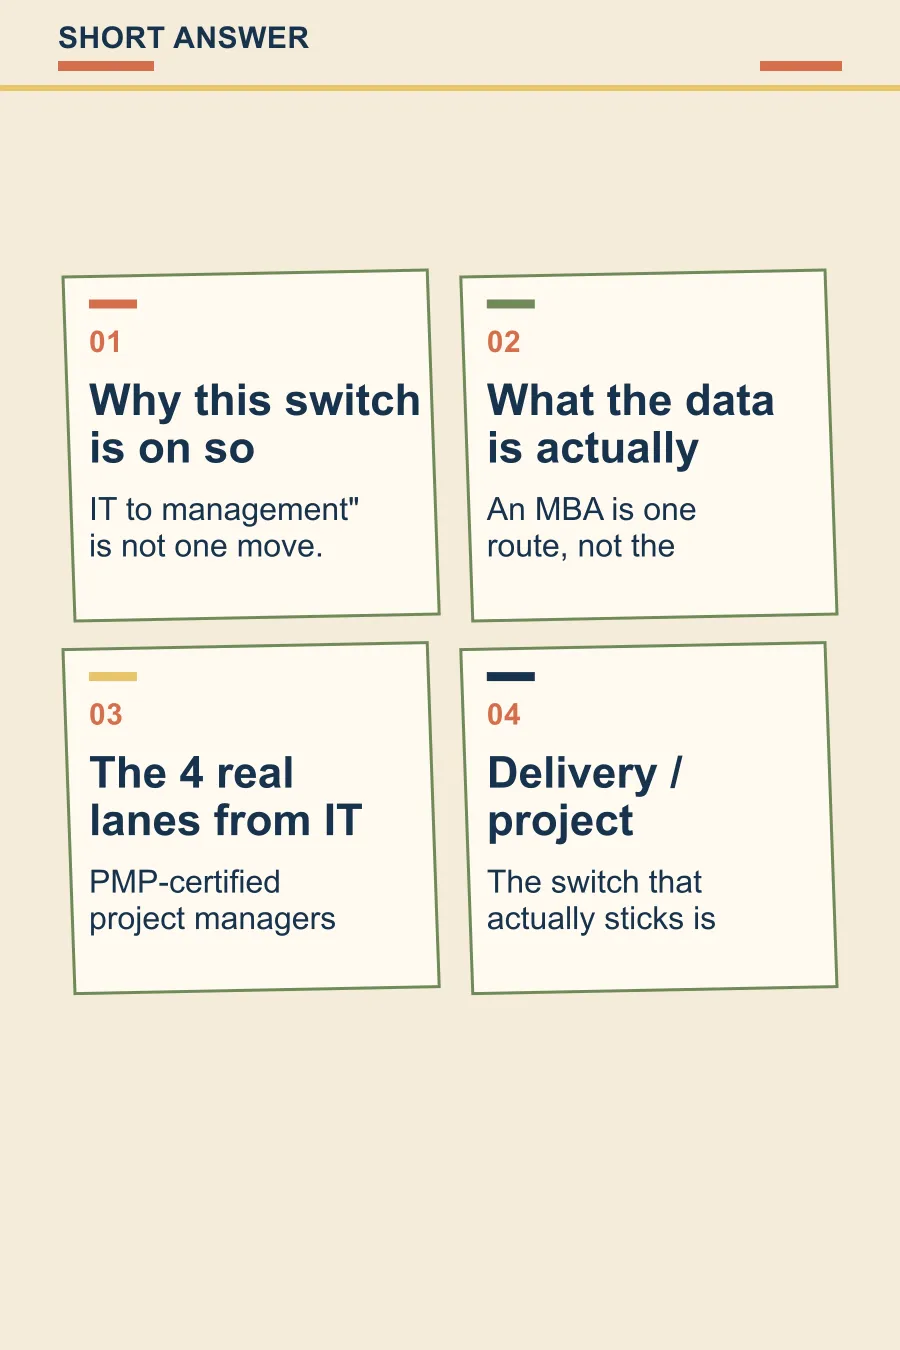 SHORT ANSWER
01
Why this switch
is on so
IT to management"
is not one move.
02
What the data
is actually
An MBA is one
route, not the
03
The 4 real
lanes from IT
PMP-certified
project managers
04
Delivery /
project
The switch that
actually sticks is